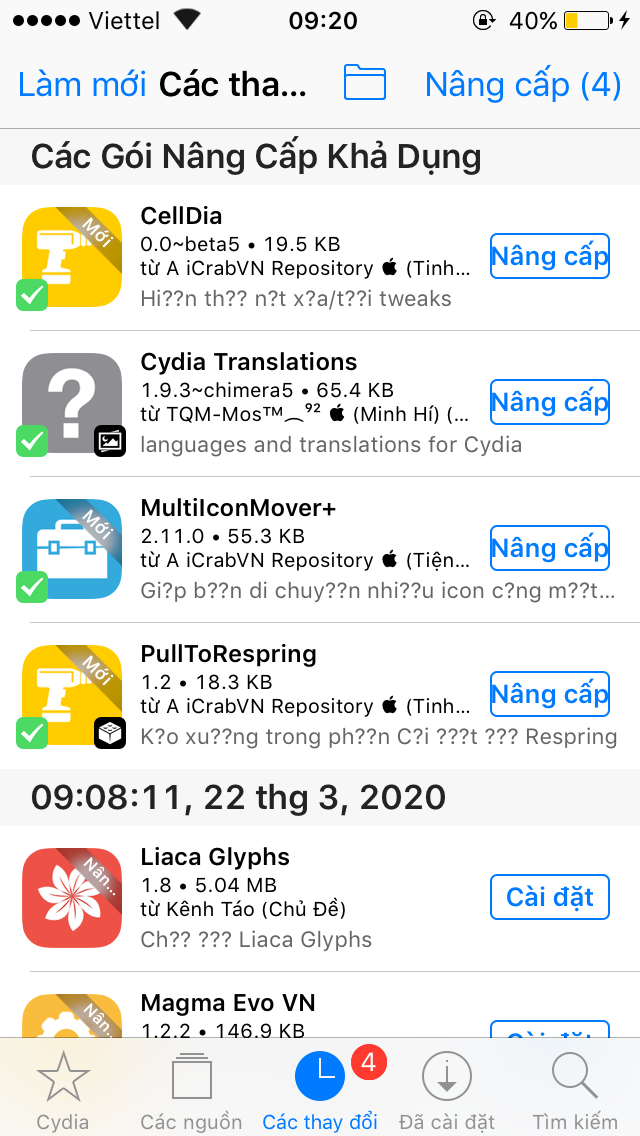 Viettel 09:20 40%
Làm mới Các tha... Nâng cấp (4)
Các Gói Nâng Cấp Khả Dụng
Mới
CellDia
0.0~beta5 • 19.5 KB
từ A iCrabVN Repository  (Tinh...
Nâng cấp
Hi??n th?? n?t x?a/t??i tweaks
Cydia Translations
1.9.3~chimera5 • 65.4 KB
từ TQM-Mos™︵⁹²  (Minh Hí) (...
Nâng cấp
languages and translations for Cydia
Mới
MultiIconMover+
2.11.0 • 55.3 KB
từ A iCrabVN Repository  (Tiện...
Nâng cấp
Gi?p b??n di chuy??n nhi??u icon c?ng m??t...
Mới
PullToRespring
1.2 • 18.3 KB
từ A iCrabVN Repository  (Tinh...
Nâng cấp
K?o xu??ng trong ph??n C?i ???t ??? Respring
09:08:11, 22 thg 3, 2020
Nân...
Liaca Glyphs
1.8 • 5.04 MB
từ Kênh Táo (Chủ Đề)
Cài đặt
Ch?? ??? Liaca Glyphs
Nân...
Magma Evo VN
1.2.2 • 146.9 KB
Cài đặt
4
Cydia Các nguồn Các thay đổi Đã cài đặt Tìm kiếm